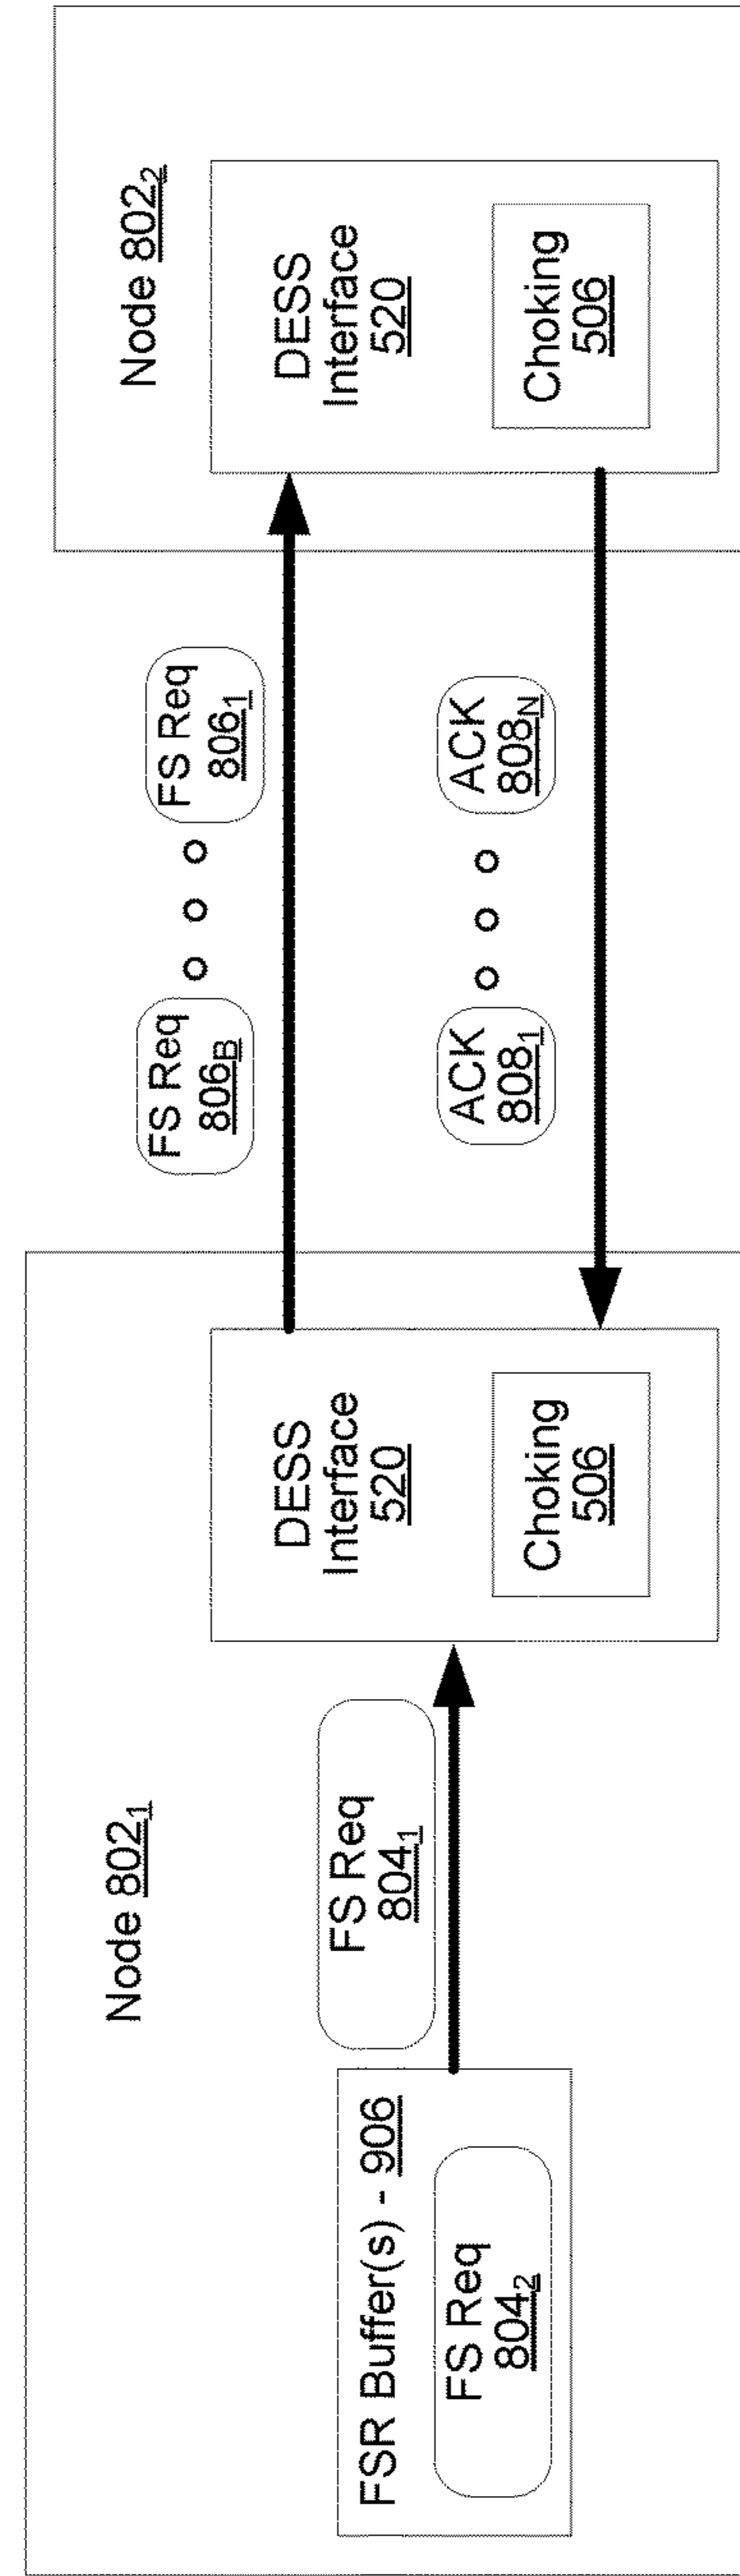 Node 802₁
FSR Buffer(s) - 906
FS Req
804₂
FS Req
804₁
DESS
Interface
520
Choking
506
FS Req
806_B
FS Req
806₁
ACK
808₁
ACK
808_N
Node 802₂
DESS
Interface
520
Choking
506